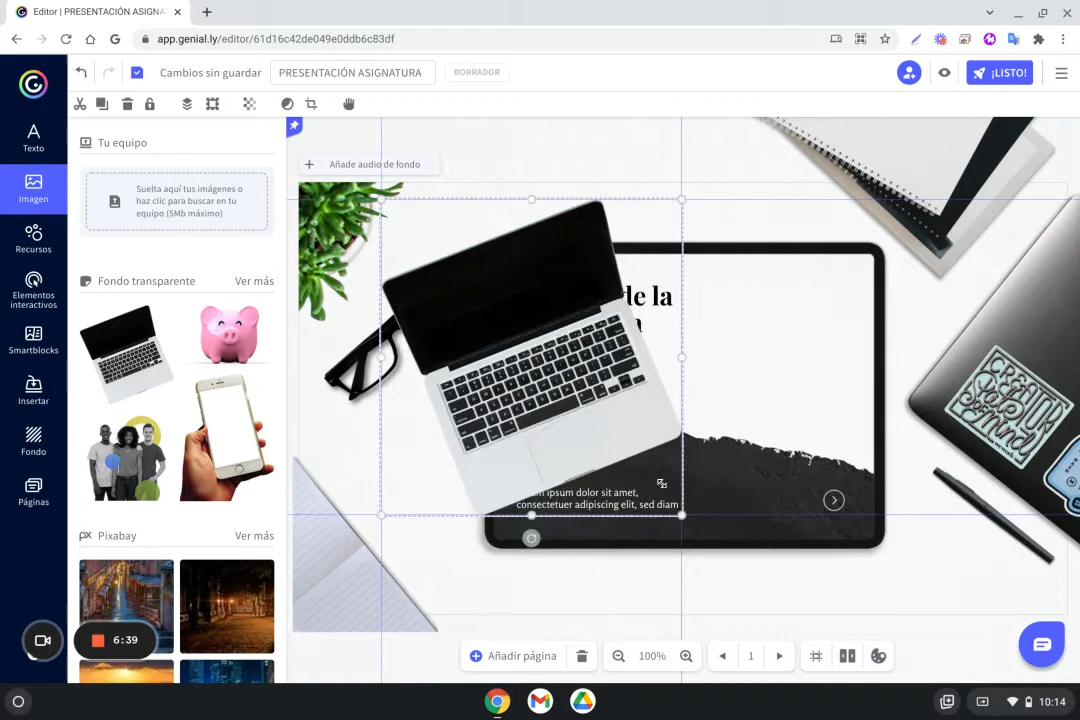 Editor | PRESENTACIÓN ASIGNA
app.genial.ly/editor/61d16c42de049e0ddb6c83df
Cambios sin guardar
PRESENTACIÓN ASIGNATURA
BORRADOR
¡LISTO!
Texto
Imagen
Recursos
Elementos
interactivos
Smartblocks
Insertar
Fondo
Páginas
Tu equipo
Suelta aquí tus imágenes o
haz clic para buscar en tu
equipo (5Mb máximo)
Fondo transparente
Ver más
Pixabay
Ver más
6:39
Añade audio de fondo
de la
a
ipsum dolor sit amet,
consectetuer adipiscing elit, sed diam
CREATOR
of Mind
Añadir página
100%
1
10:14